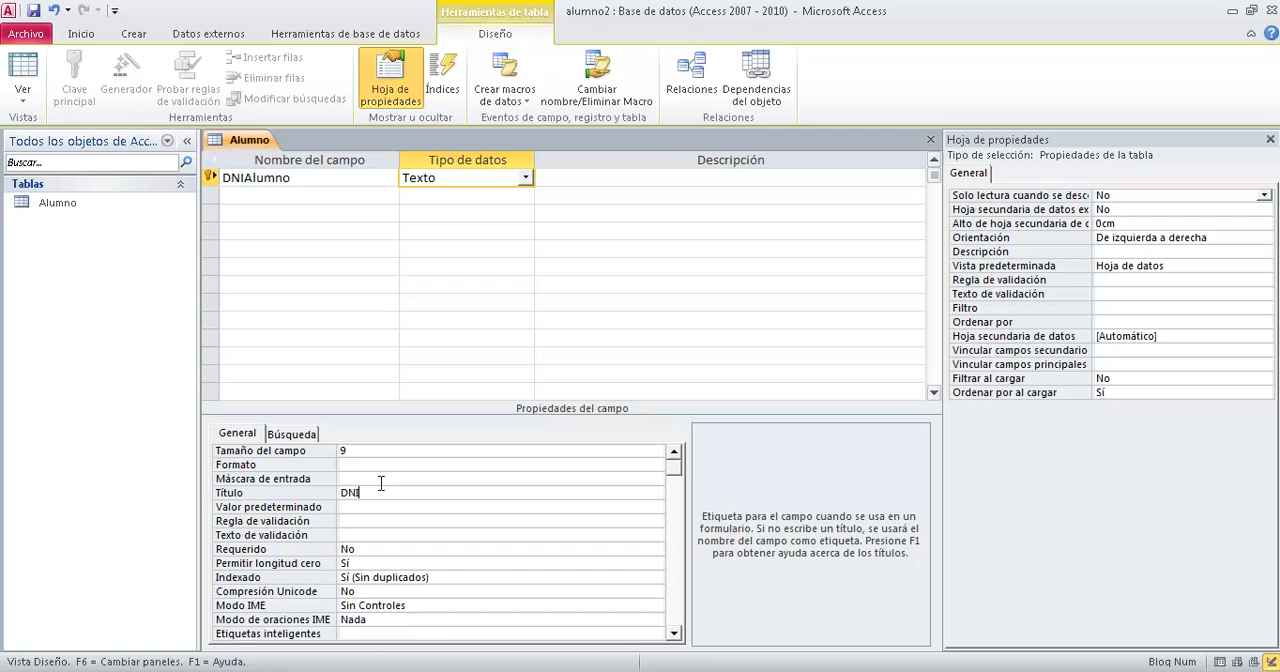 alumno2 : Base de datos (Access 2007 - 2010) - Microsoft Access
Herramientas de tabla
Archivo Inicio Crear Datos externos Herramientas de base de datos Diseño
Ver
Clave principal
Generador
Probar reglas de validación
Insertar filas
Eliminar filas
Modificar búsquedas
Hoja de propiedades
Índices
Crear macros de datos
Cambiar nombre/Eliminar Macro
Relaciones
Dependencias del objeto
Vistas Herramientas Mostrar u ocultar Eventos de campo, registro y tabla Relaciones
Todos los objetos de Acc...
Buscar...
Tablas
Alumno
Alumno
Nombre del campo Tipo de datos Descripción
DNIAlumno Texto
Propiedades del campo
General Búsqueda
Tamaño del campo 9
Formato
Máscara de entrada
Título DNI
Valor predeterminado
Regla de validación
Texto de validación
Requerido No
Permitir longitud cero Sí
Indexado Sí (Sin duplicados)
Compresión Unicode No
Modo IME Sin Controles
Modo de oraciones IME Nada
Etiquetas inteligentes
Etiqueta para el campo cuando se usa en un
formulario. Si no escribe un título, se usará el
nombre del campo como etiqueta. Presione F1
para obtener ayuda acerca de los títulos.
Hoja de propiedades
Tipo de selección: Propiedades de la tabla
General
Solo lectura cuando se desc No
Hoja secundaria de datos ex No
Alto de hoja secundaria de c 0cm
Orientación De izquierda a derecha
Descripción
Vista predeterminada Hoja de datos
Regla de validación
Texto de validación
Filtro
Ordenar por
Hoja secundaria de datos [Automático]
Vincular campos secundario
Vincular campos principales
Filtrar al cargar No
Ordenar por al cargar Sí
Vista Diseño. F6 = Cambiar paneles. F1 = Ayuda.
Bloq Num